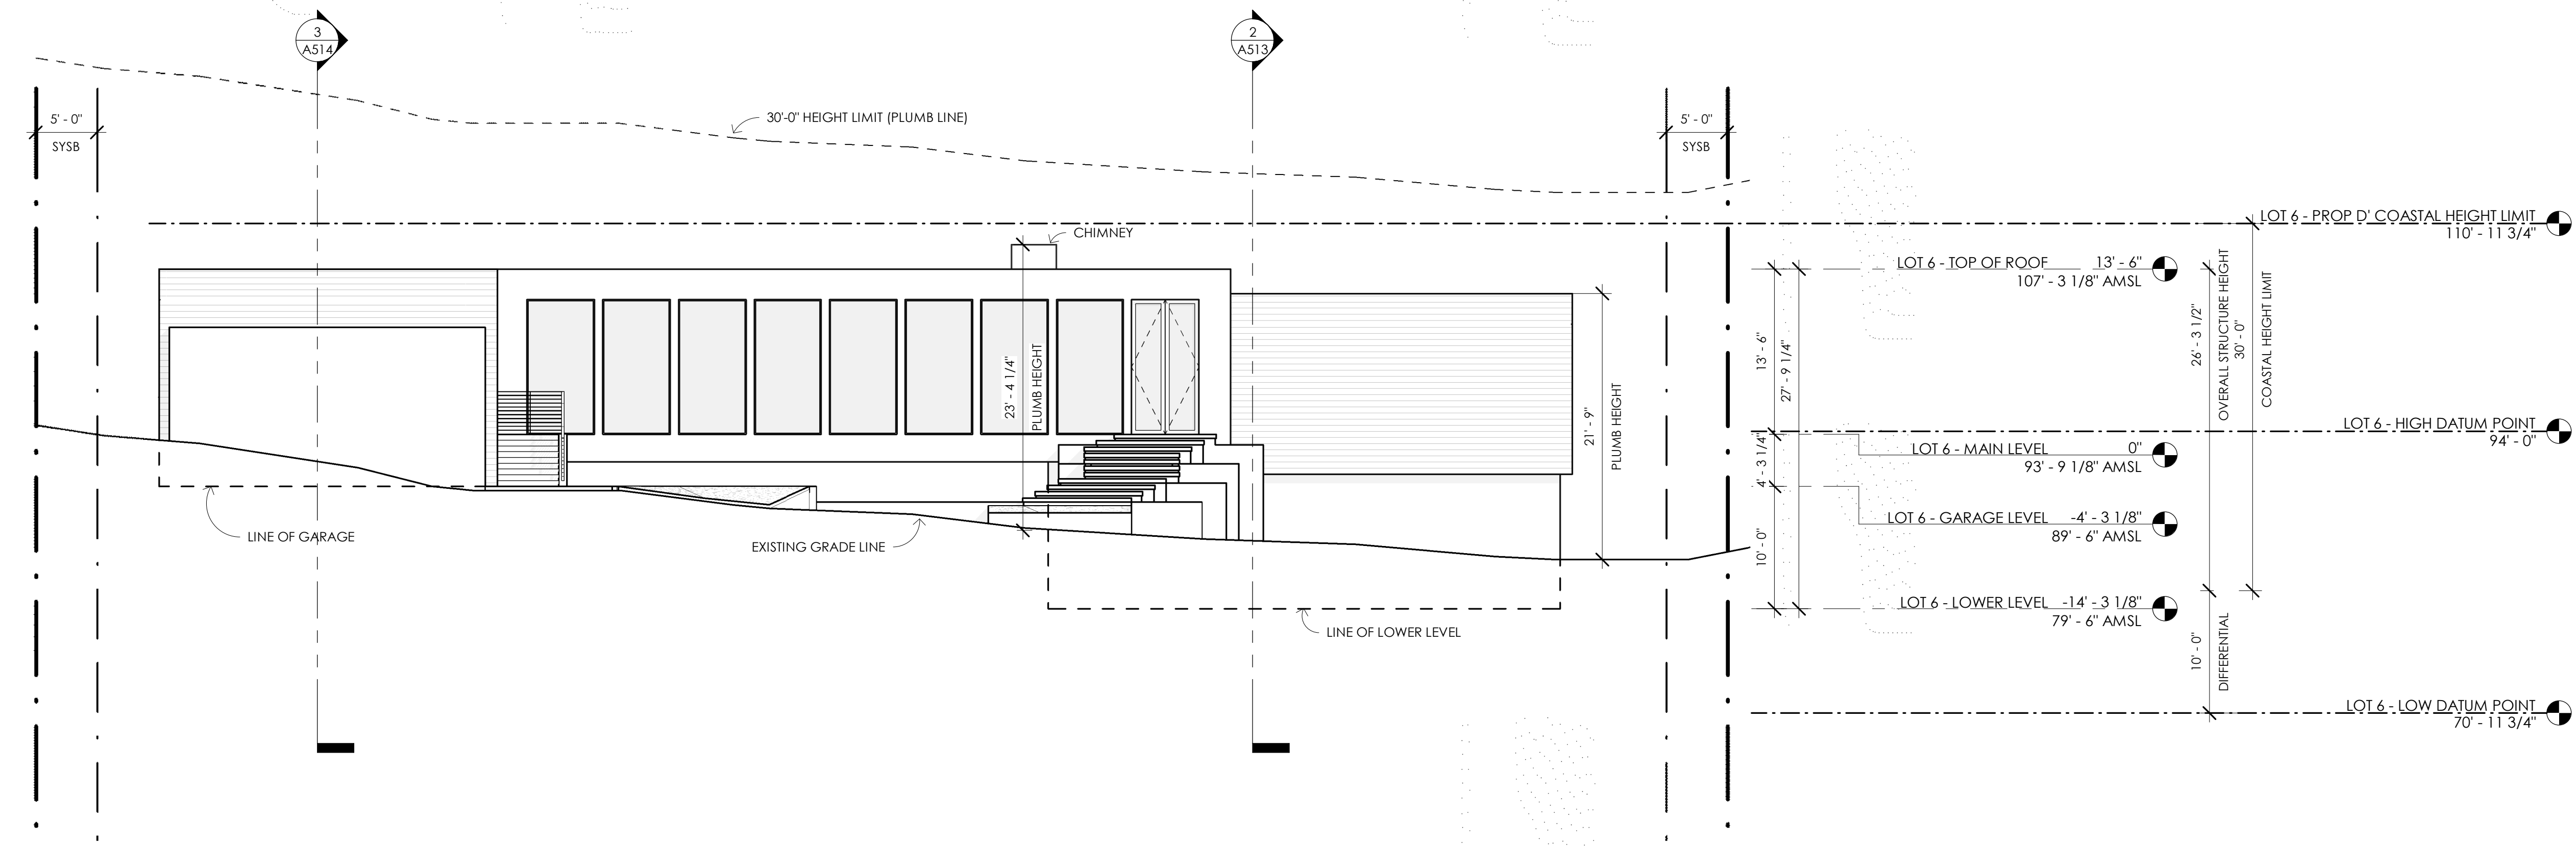 3
A514
2
A513
5' - 0"
SYSB
30'-0" HEIGHT LIMIT (PLUMB LINE)
5' - 0"
SYSB
CHIMNEY
LOT 6 - PROP D' COASTAL HEIGHT LIMIT
110' - 11 3/4"
LOT 6 - TOP OF ROOF 13' - 6"
107' - 3 1/8" AMSL
23' - 4 1/4"
PLUMB HEIGHT
21' - 9"
PLUMB HEIGHT
13' - 6"
27' - 9 1/4"
4' - 3 1/4"
10' - 0"
26' - 3 1/2"
OVERALL STRUCTURE HEIGHT
30' - 0"
COASTAL HEIGHT LIMIT
LOT 6 - HIGH DATUM POINT
94' - 0"
LOT 6 - MAIN LEVEL 0"
93' - 9 1/8" AMSL
LOT 6 - GARAGE LEVEL -4' - 3 1/8"
89' - 6" AMSL
LINE OF GARAGE
EXISTING GRADE LINE
LOT 6 - LOWER LEVEL -14' - 3 1/8"
79' - 6" AMSL
LINE OF LOWER LEVEL
10' - 0"
DIFFERENTIAL
LOT 6 - LOW DATUM POINT
70' - 11 3/4"